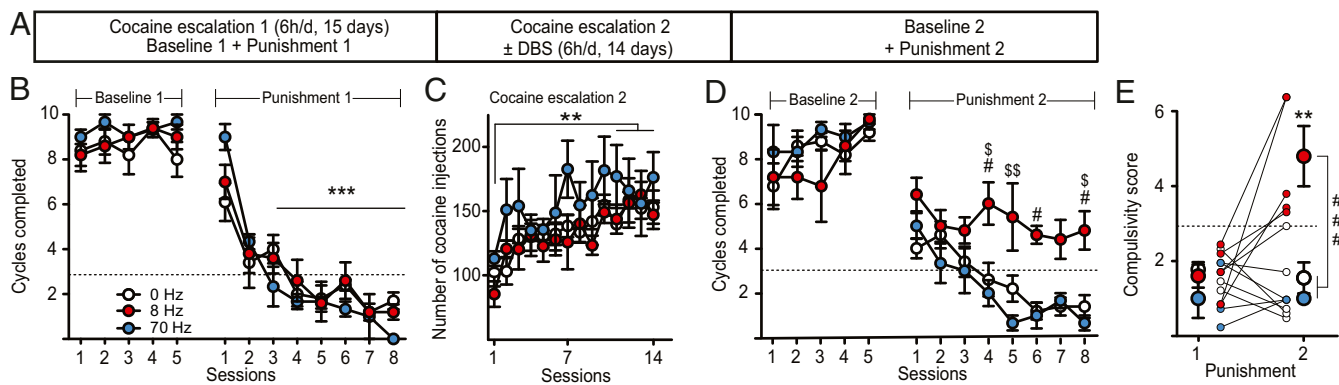 A
Cocaine escalation 1 (6h/d, 15 days)
Baseline 1 + Punishment 1
Cocaine escalation 2
± DBS (6h/d, 14 days)
Baseline 2
+ Punishment 2
B
Baseline 1
Punishment 1
Cycles completed
10
8
6
4
2
***
0 Hz
8 Hz
70 Hz
1 2 3 4 5
1 2 3 4 5 6 7 8
Sessions
C
Cocaine escalation 2
**
Number of cocaine injections
200
150
100
1 7 14
Sessions
D
Baseline 2
Punishment 2
Cycles completed
10
8
6
4
2
$
#
$$
#
$
#
1 2 3 4 5
1 2 3 4 5 6 7 8
Sessions
E
Compulsivity score
6
4
2
**
#
#
#
1 2
Punishment